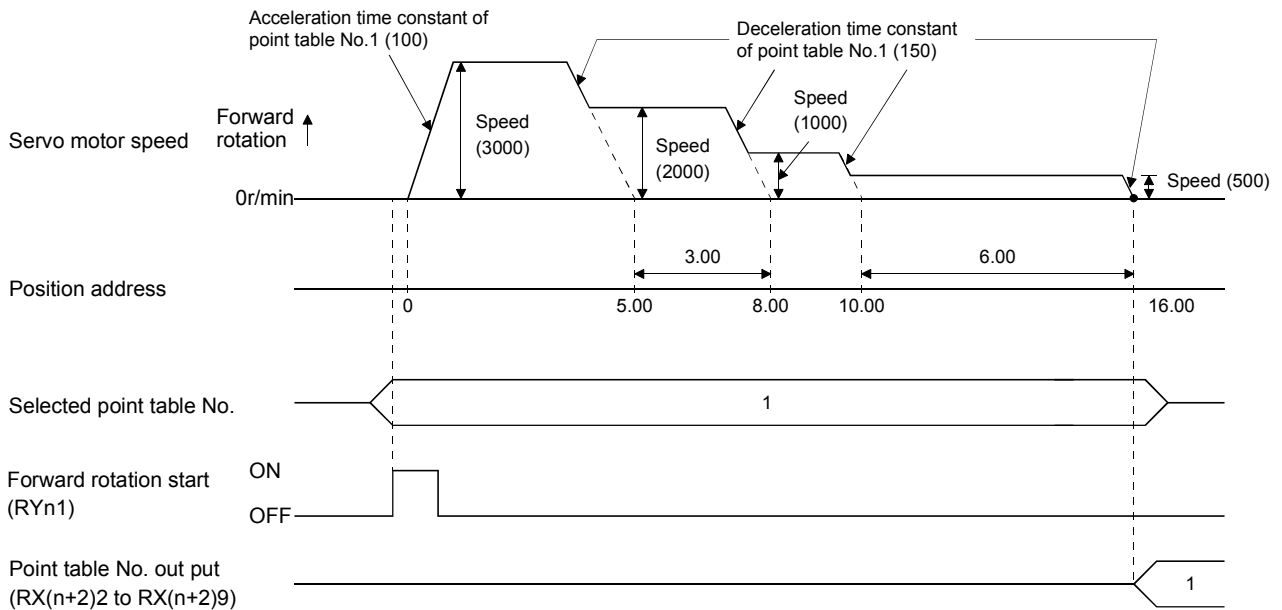 Acceleration time constant of
point table No.1 (100)
Deceleration time constant
of point table No.1 (150)
Servo motor speed
Forward
rotation
Speed
(3000)
Speed
(2000)
Speed
(1000)
Speed (500)
0r/min
3.00
6.00
Position address
0
5.00
8.00
10.00
16.00
Selected point table No.
1
Forward rotation start
(RYn1)
ON
OFF
Point table No. out put
(RX(n+2)2 to RX(n+2)9)
1